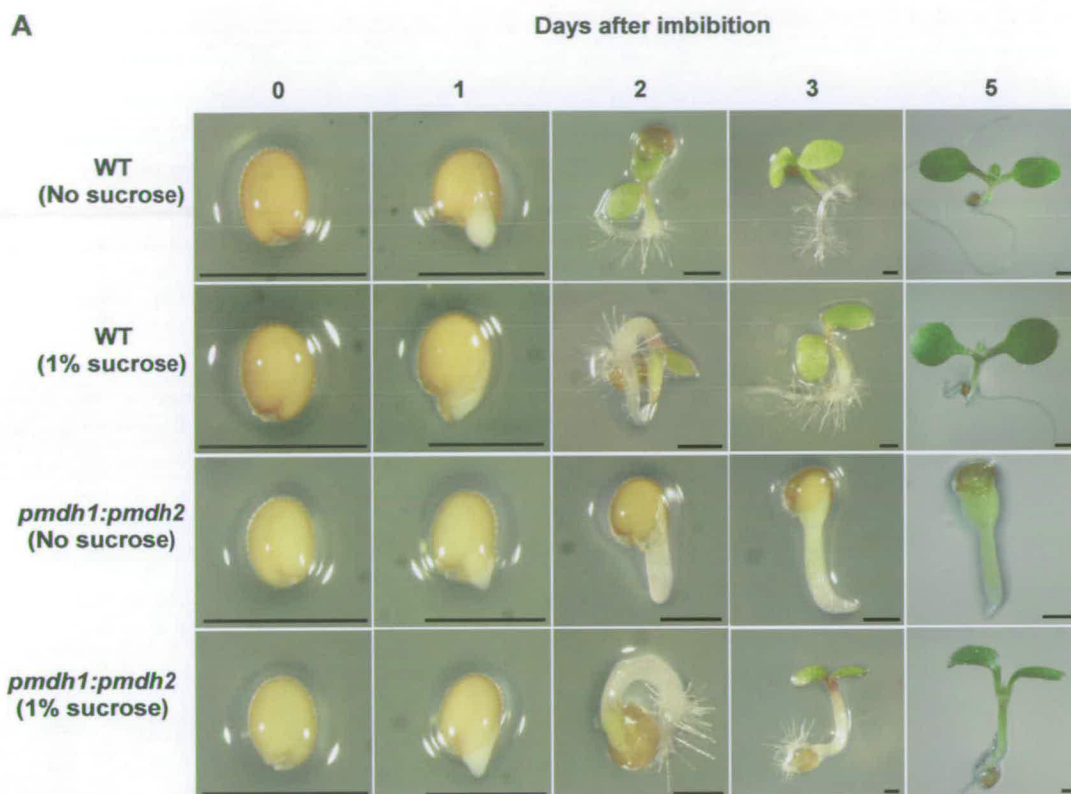 A
Days after imbibition
0 1 2 3 5
WT
(No sucrose)
WT
(1% sucrose)
pmdh1:pmdh2
(No sucrose)
pmdh1:pmdh2
(1% sucrose)